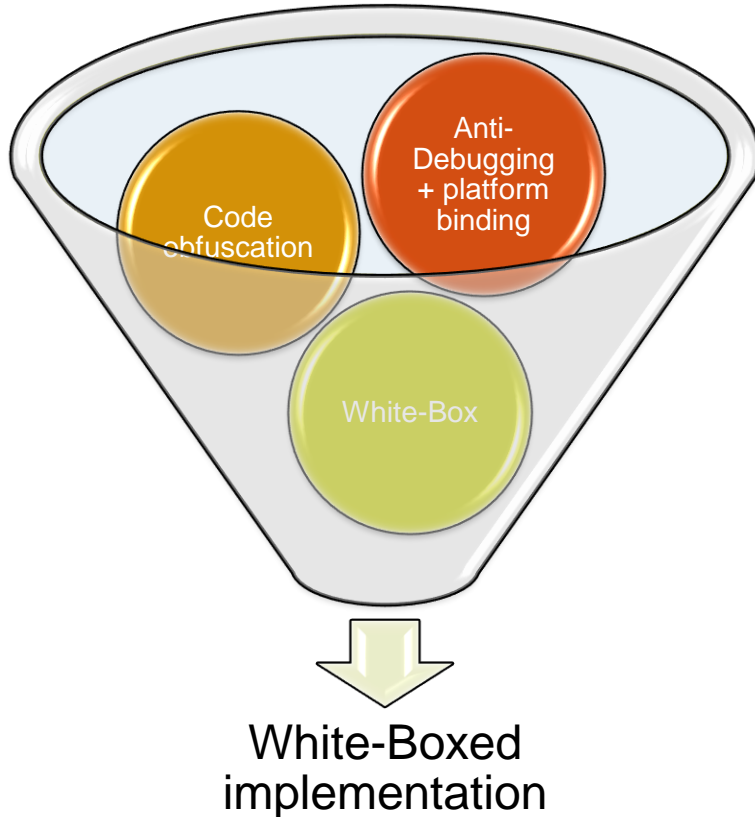 Anti-
Debugging
+ platform
binding
Code
obfuscation
White-Box
White-Boxed
implementation